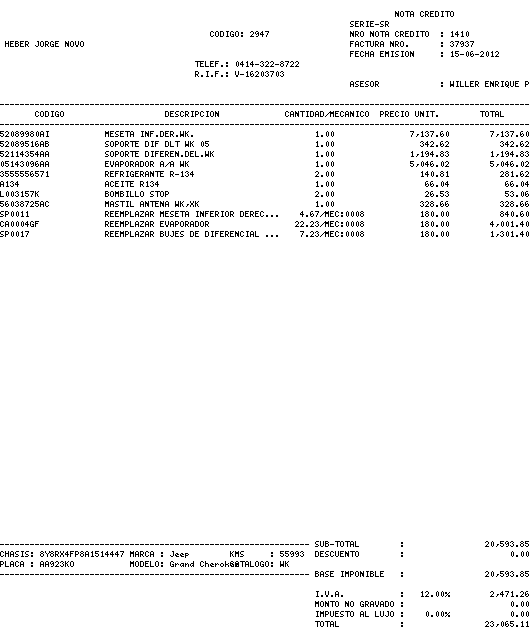 NOTA CREDITO
SERIE-SR
CODIGO: 2947 NRO NOTA CREDITO : 1410
HEBER JORGE NOVO FACTURA NRO. : 37937
FECHA EMISION : 15-06-2012
TELEF.: 0414-322-8722
R.I.F.: V-16203703
ASESOR : WILLER ENRIQUE P
CODIGO DESCRIPCION CANTIDAD/MECANICO PRECIO UNIT. TOTAL
52089980AI MESETA INF.DER.WK. 1.00 7,137.60 7,137.60
52089516AB SOPORTE DIF DLT WK 05 1.00 342.62 342.62
52114354AA SOPORTE DIFEREN.DEL.WK 1.00 1,194.83 1,194.83
05143096AA EVAPORADOR A/A WK 1.00 5,046.02 5,046.02
3555556571 REFRIGERANTE R-134 2.00 140.81 281.62
A134 ACEITE R134 1.00 66.04 66.04
L003157K BOMBILLO STOP 2.00 26.53 53.06
56038725AC MASTIL ANTENA WK,XK 1.00 328.66 328.66
SP0011 REEMPLAZAR MESETA INFERIOR DEREC... 4.67/MEC:0008 180.00 840.60
CA0004GF REEMPLAZAR EVAPORADOR 22.23/MEC:0008 180.00 4,001.40
SP0017 REEMPLAZAR BUJES DE DIFERENCIAL ... 7.23/MEC:0008 180.00 1,301.40
SUB-TOTAL : 20,593.85
CHASIS: 8Y8RX4FP8A1514447 MARCA : Jeep KMS : 55993 DESCUENTO : 0.00
PLACA : AA923KO MODELO: Grand Cherok CATALOGO: WK
BASE IMPONIBLE : 20,593.85
I.V.A. : 12.00% 2,471.26
MONTO NO GRAVADO : 0.00
IMPUESTO AL LUJO : 0.00% 0.00
TOTAL : 23,065.11